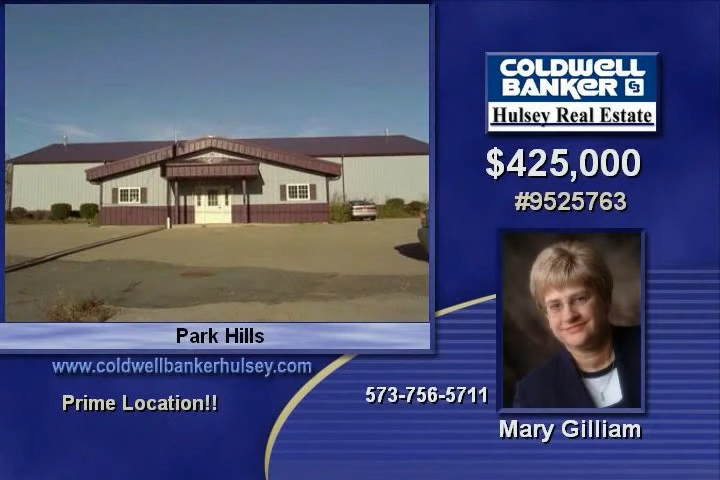 COLDWELL
BANKER CB
Hulsey Real Estate
$425,000
#9525763
Park Hills
www.coldwellbankerhulsey.com
Prime Location!!
573-756-5711
Mary Gilliam